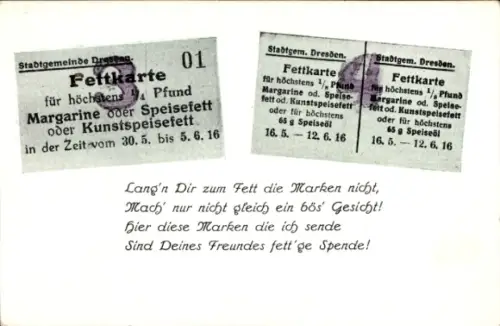 Stadtgemeinde Dresden.
01
Fettkarte
für höchstens 1/4 Pfund
Margarine oder Speisefett
oder Kunstspeisefett
in der Zeit vom 30. 5. bis 5. 6. 16
Stadtgem. Dresden.
Fettkarte
für höchstens 1/8 Pfund
Margarine od. Speise-
fett od. Kunstspeisefett
oder für höchstens
65 g Speiseöl
16. 5. — 12. 6. 16
Stadtgem. Dresden.
Fettkarte
für höchstens 1/8 Pfund
Margarine od. Speise-
fett od. Kunstspeisefett
oder für höchstens
65 g Speiseöl
16. 5. — 12. 6. 16
Lang'n Dir zum Fett die Marken nicht,
Mach' nur nicht gleich ein bös' Gesicht!
Hier diese Marken die ich sende
Sind Deines Freundes fett'ge Spende!